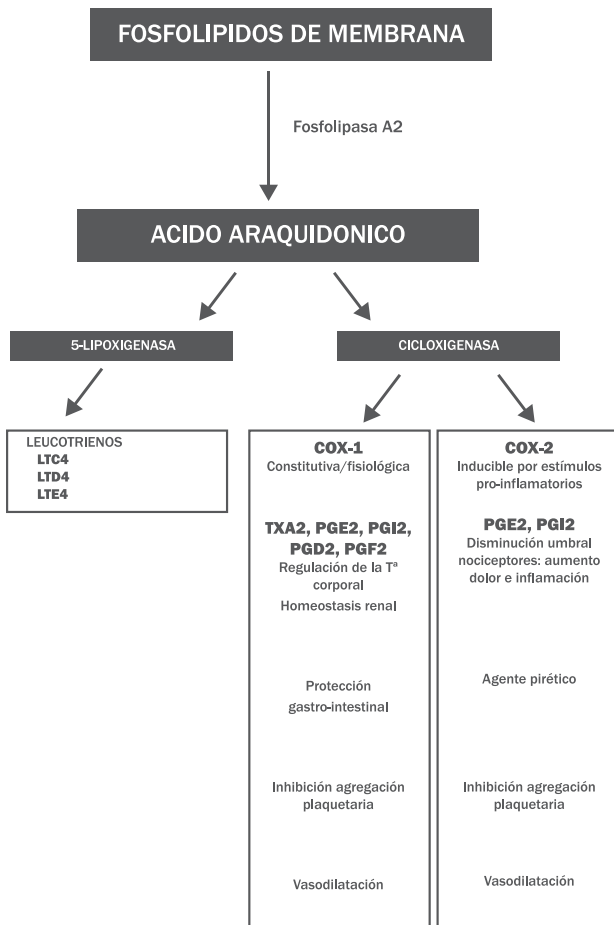 FOSFOLIPIDOS DE MEMBRANA
Fosfolipasa A2
ACIDO ARAQUIDONICO
5-LIPOXIGENASA
CICLOXIGENASA
LEUCOTRIENOS
LTC4
LTD4
LTE4
COX-1
Constitutiva/fisiológica
TXA2, PGE2, PGI2,
PGD2, PGF2
Regulación de la Tª
corporal
Homeostasis renal
Protección
gastro-intestinal
Inhibición agregación
plaquetaria
Vasodilatación
COX-2
Inducible por estímulos
pro-inflamatorios
PGE2, PGI2
Disminución umbral
nociceptores: aumento
dolor e inflamación
Agente pirético
Inhibición agregación
plaquetaria
Vasodilatación